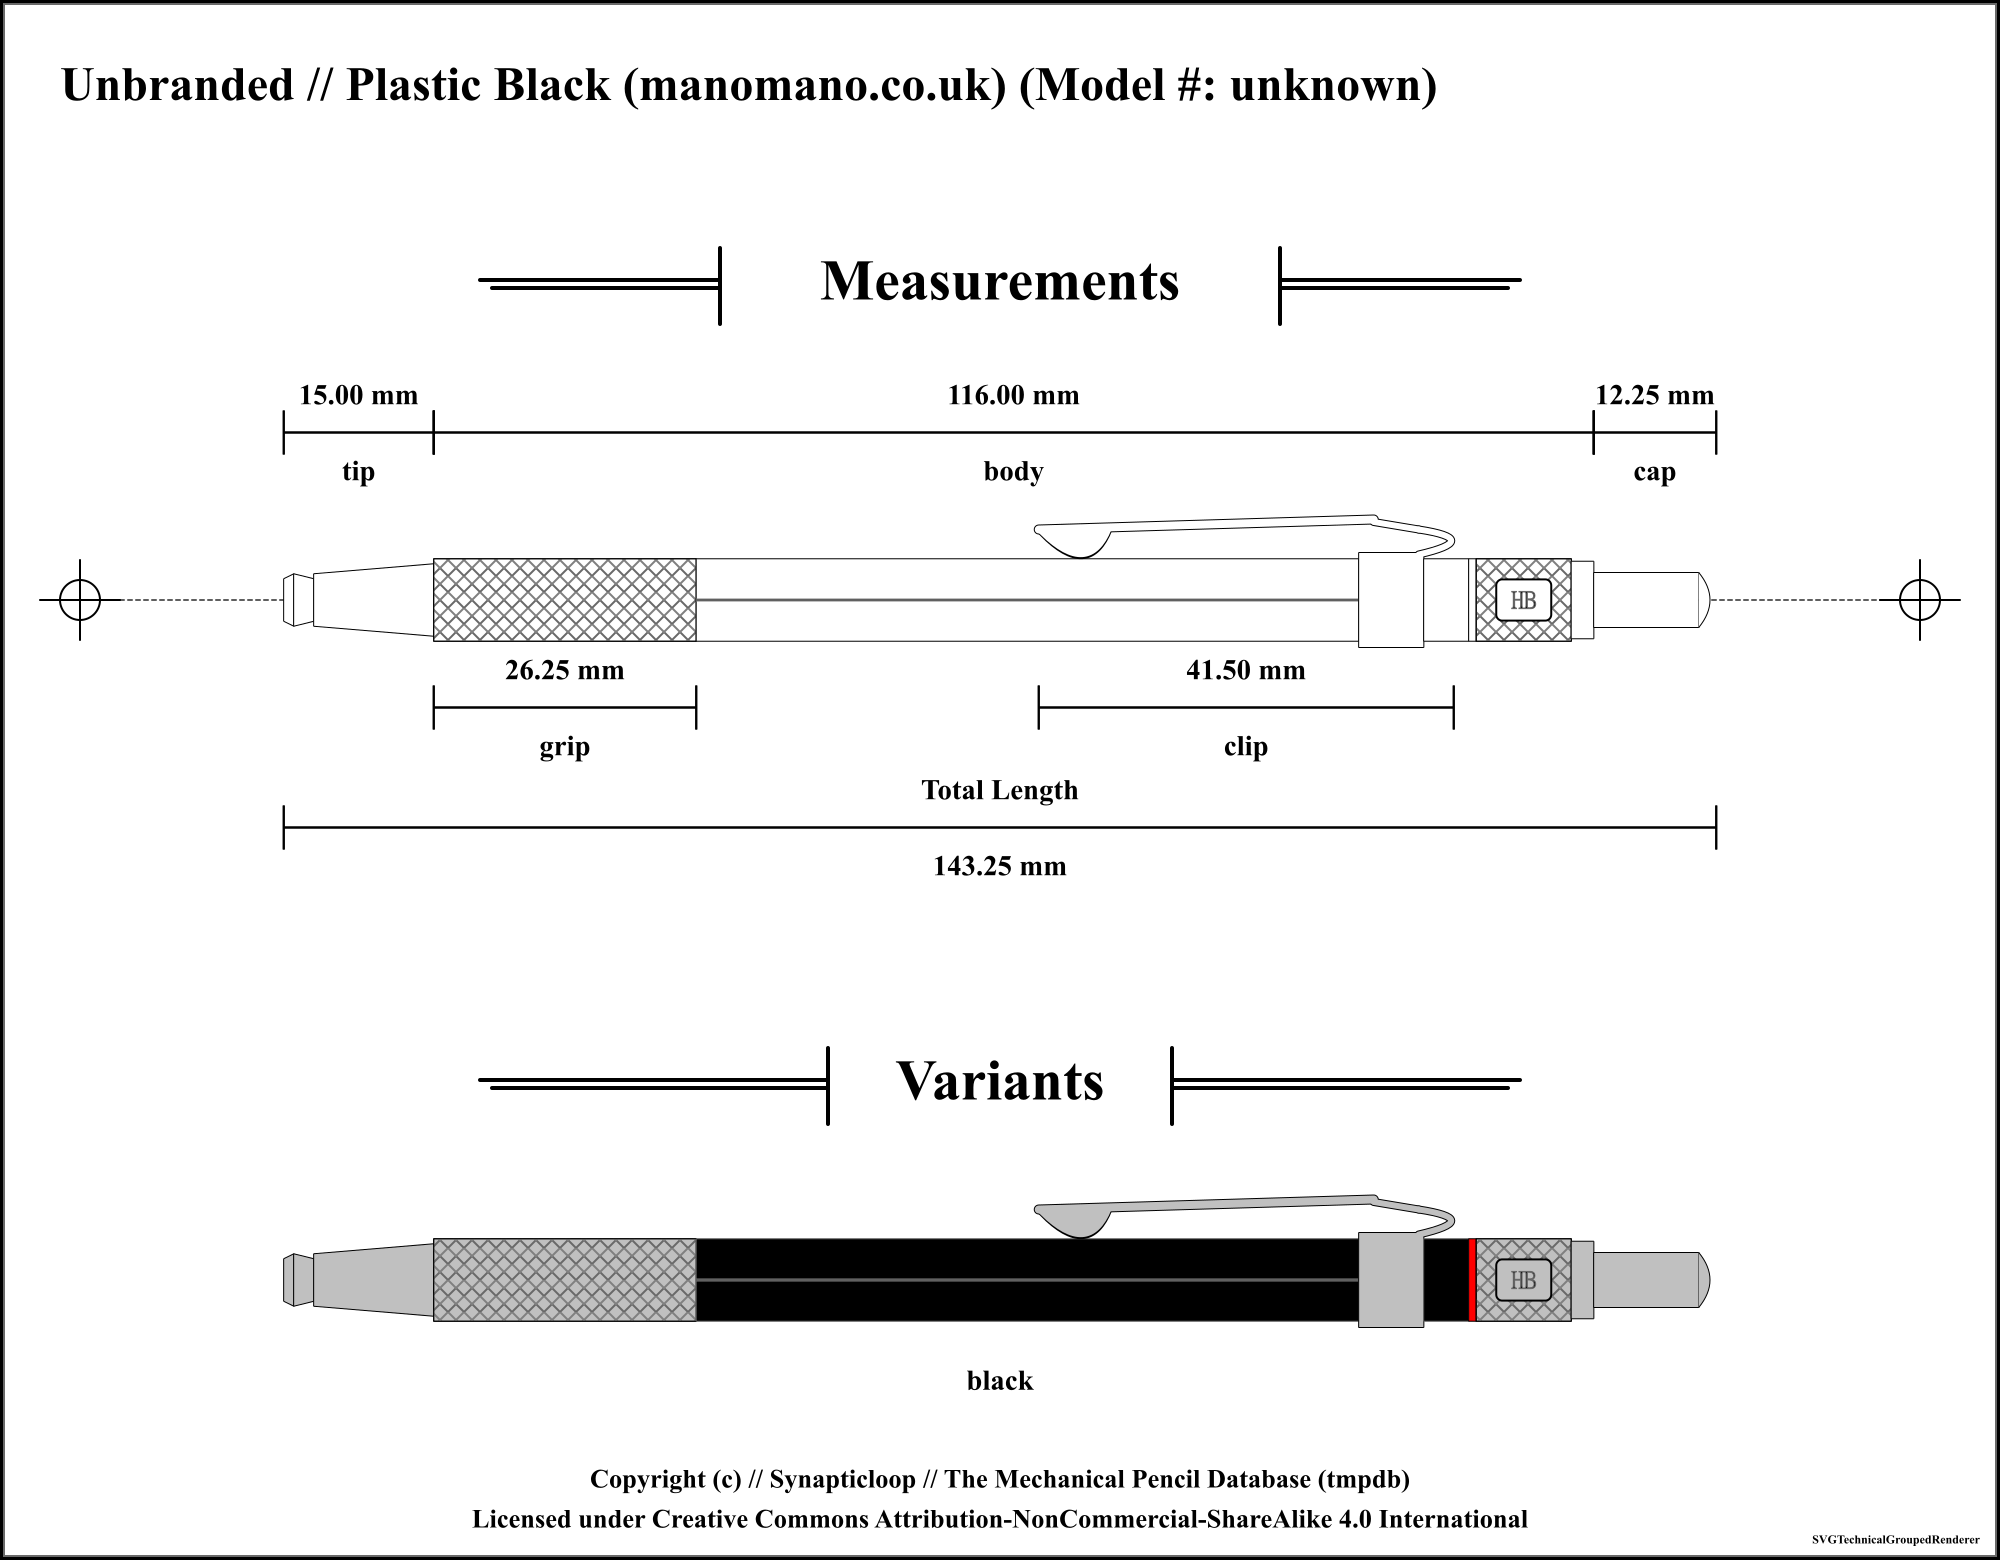 Unbranded // Plastic Black (manomano.co.uk) (Model #: unknown)
Measurements
15.00 mm 116.00 mm 12.25 mm
tip body cap
HB
26.25 mm 41.50 mm
grip clip
Total Length
143.25 mm
Variants
HB
black
Copyright (c) // Synapticloop // The Mechanical Pencil Database (tmpdb)
Licensed under Creative Commons Attribution-NonCommercial-ShareAlike 4.0 International
SVGTechnicalGroupedRenderer